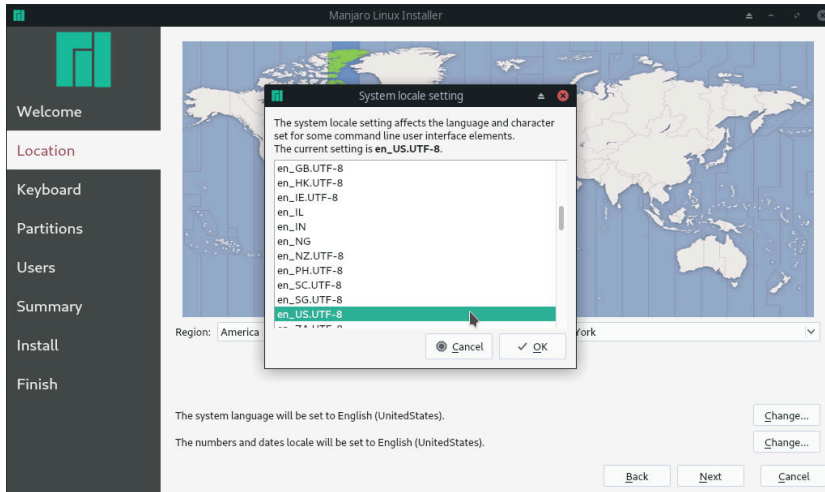 Manjaro Linux Installer
Welcome
Location
Keyboard
Partitions
Users
Summary
Install
Finish
System locale setting
The system locale setting affects the language and character
set for some command line user interface elements.
The current setting is en_US.UTF-8.
en_GB.UTF-8
en_HK.UTF-8
en_IE.UTF-8
en_IL
en_IN
en_NG
en_NZ.UTF-8
en_PH.UTF-8
en_SC.UTF-8
en_SG.UTF-8
en_US.UTF-8
en_ZA.UTF-8
Cancel
OK
Region: America
York
The system language will be set to English (UnitedStates).
Change...
The numbers and dates locale will be set to English (UnitedStates).
Change...
Back
Next
Cancel